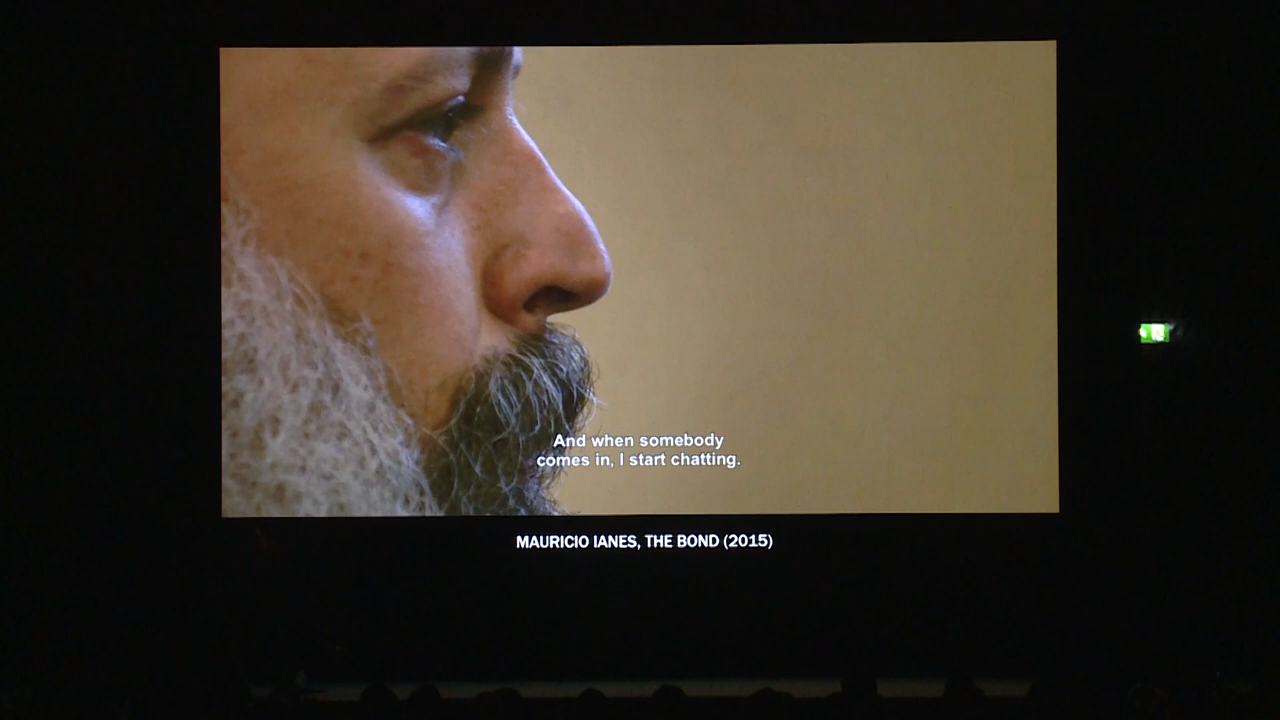 And when somebody
comes in, I start chatting.
MAURICIO IANES, THE BOND (2015)